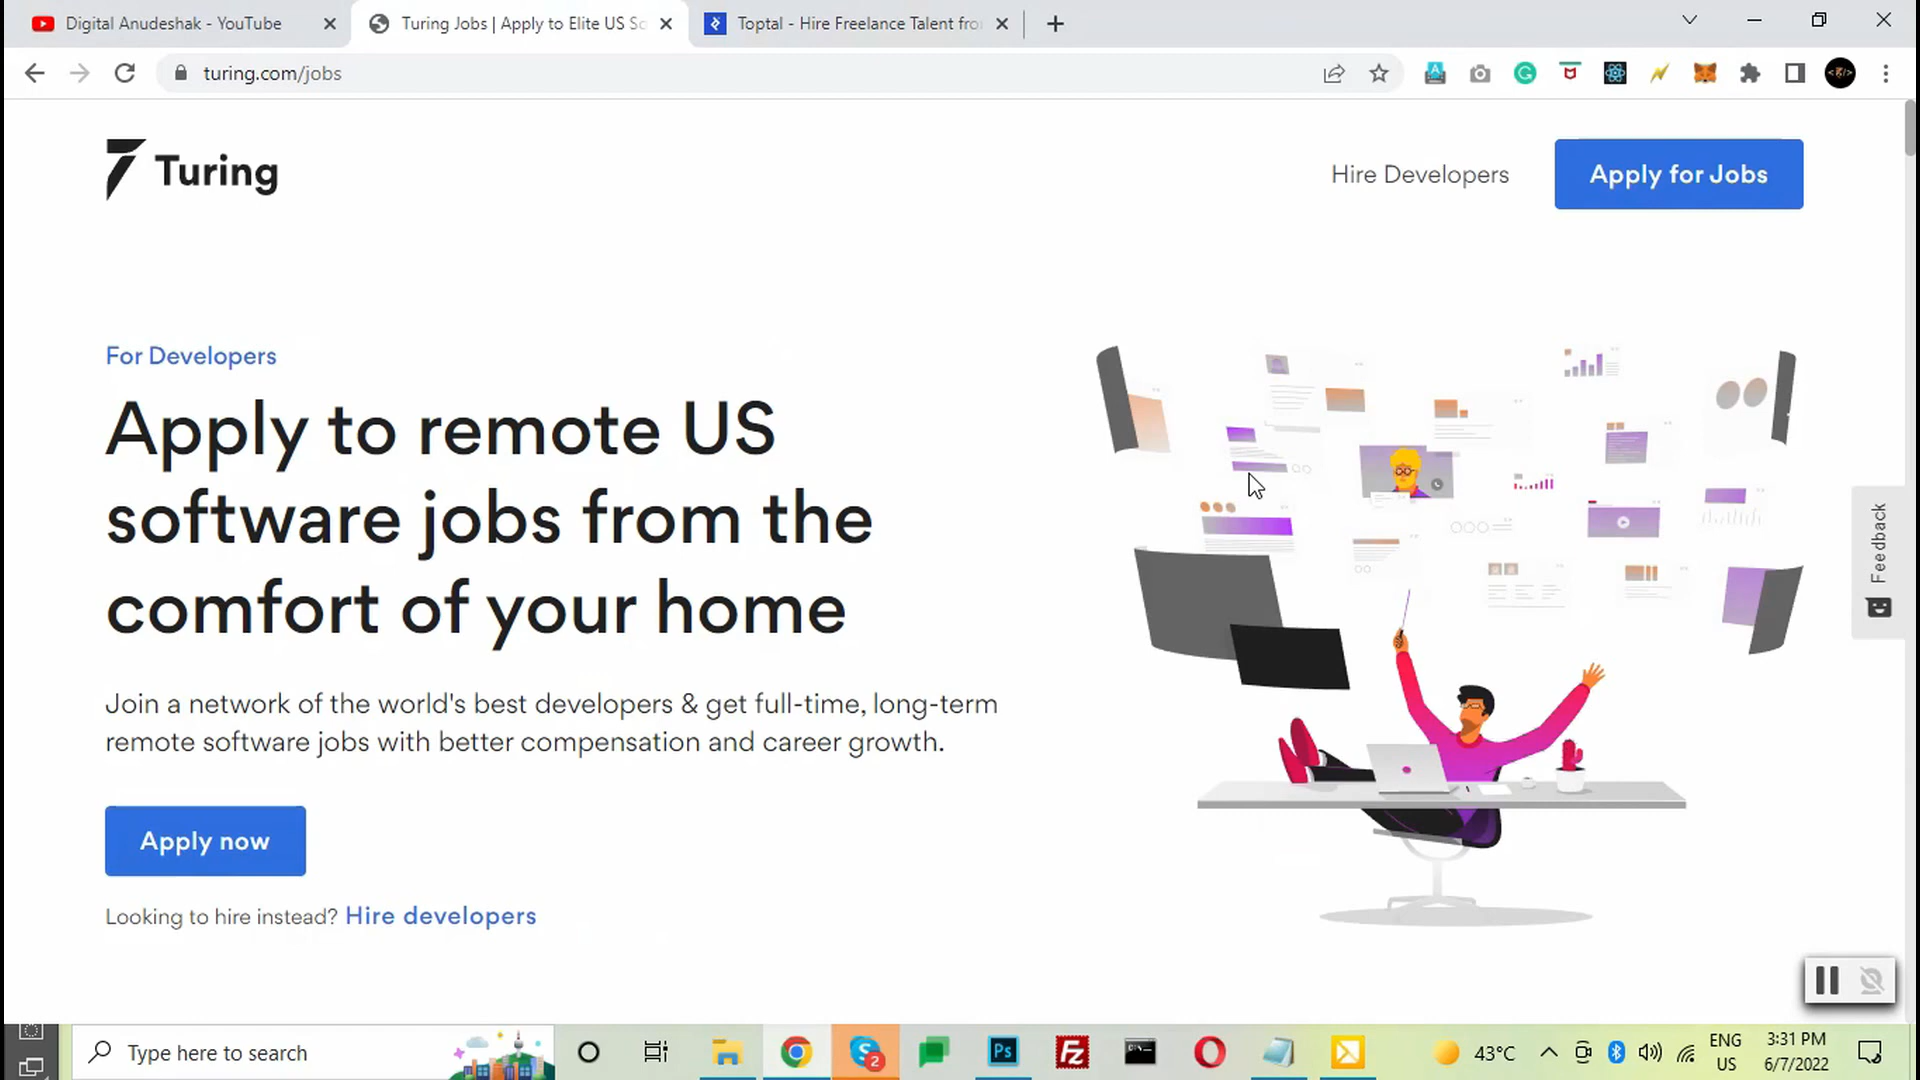 Digital Anudeshak - YouTube
Turing Jobs | Apply to Elite US So
Toptal - Hire Freelance Talent fro
turing.com/jobs
Turing
Hire Developers
Apply for Jobs
For Developers
Apply to remote US
software jobs from the
comfort of your home
Join a network of the world's best developers & get full-time, long-term
remote software jobs with better compensation and career growth.
Apply now
Looking to hire instead? Hire developers
Feedback
Type here to search
2
Ps
Fz
43°C
ENG
US
3:31 PM
6/7/2022